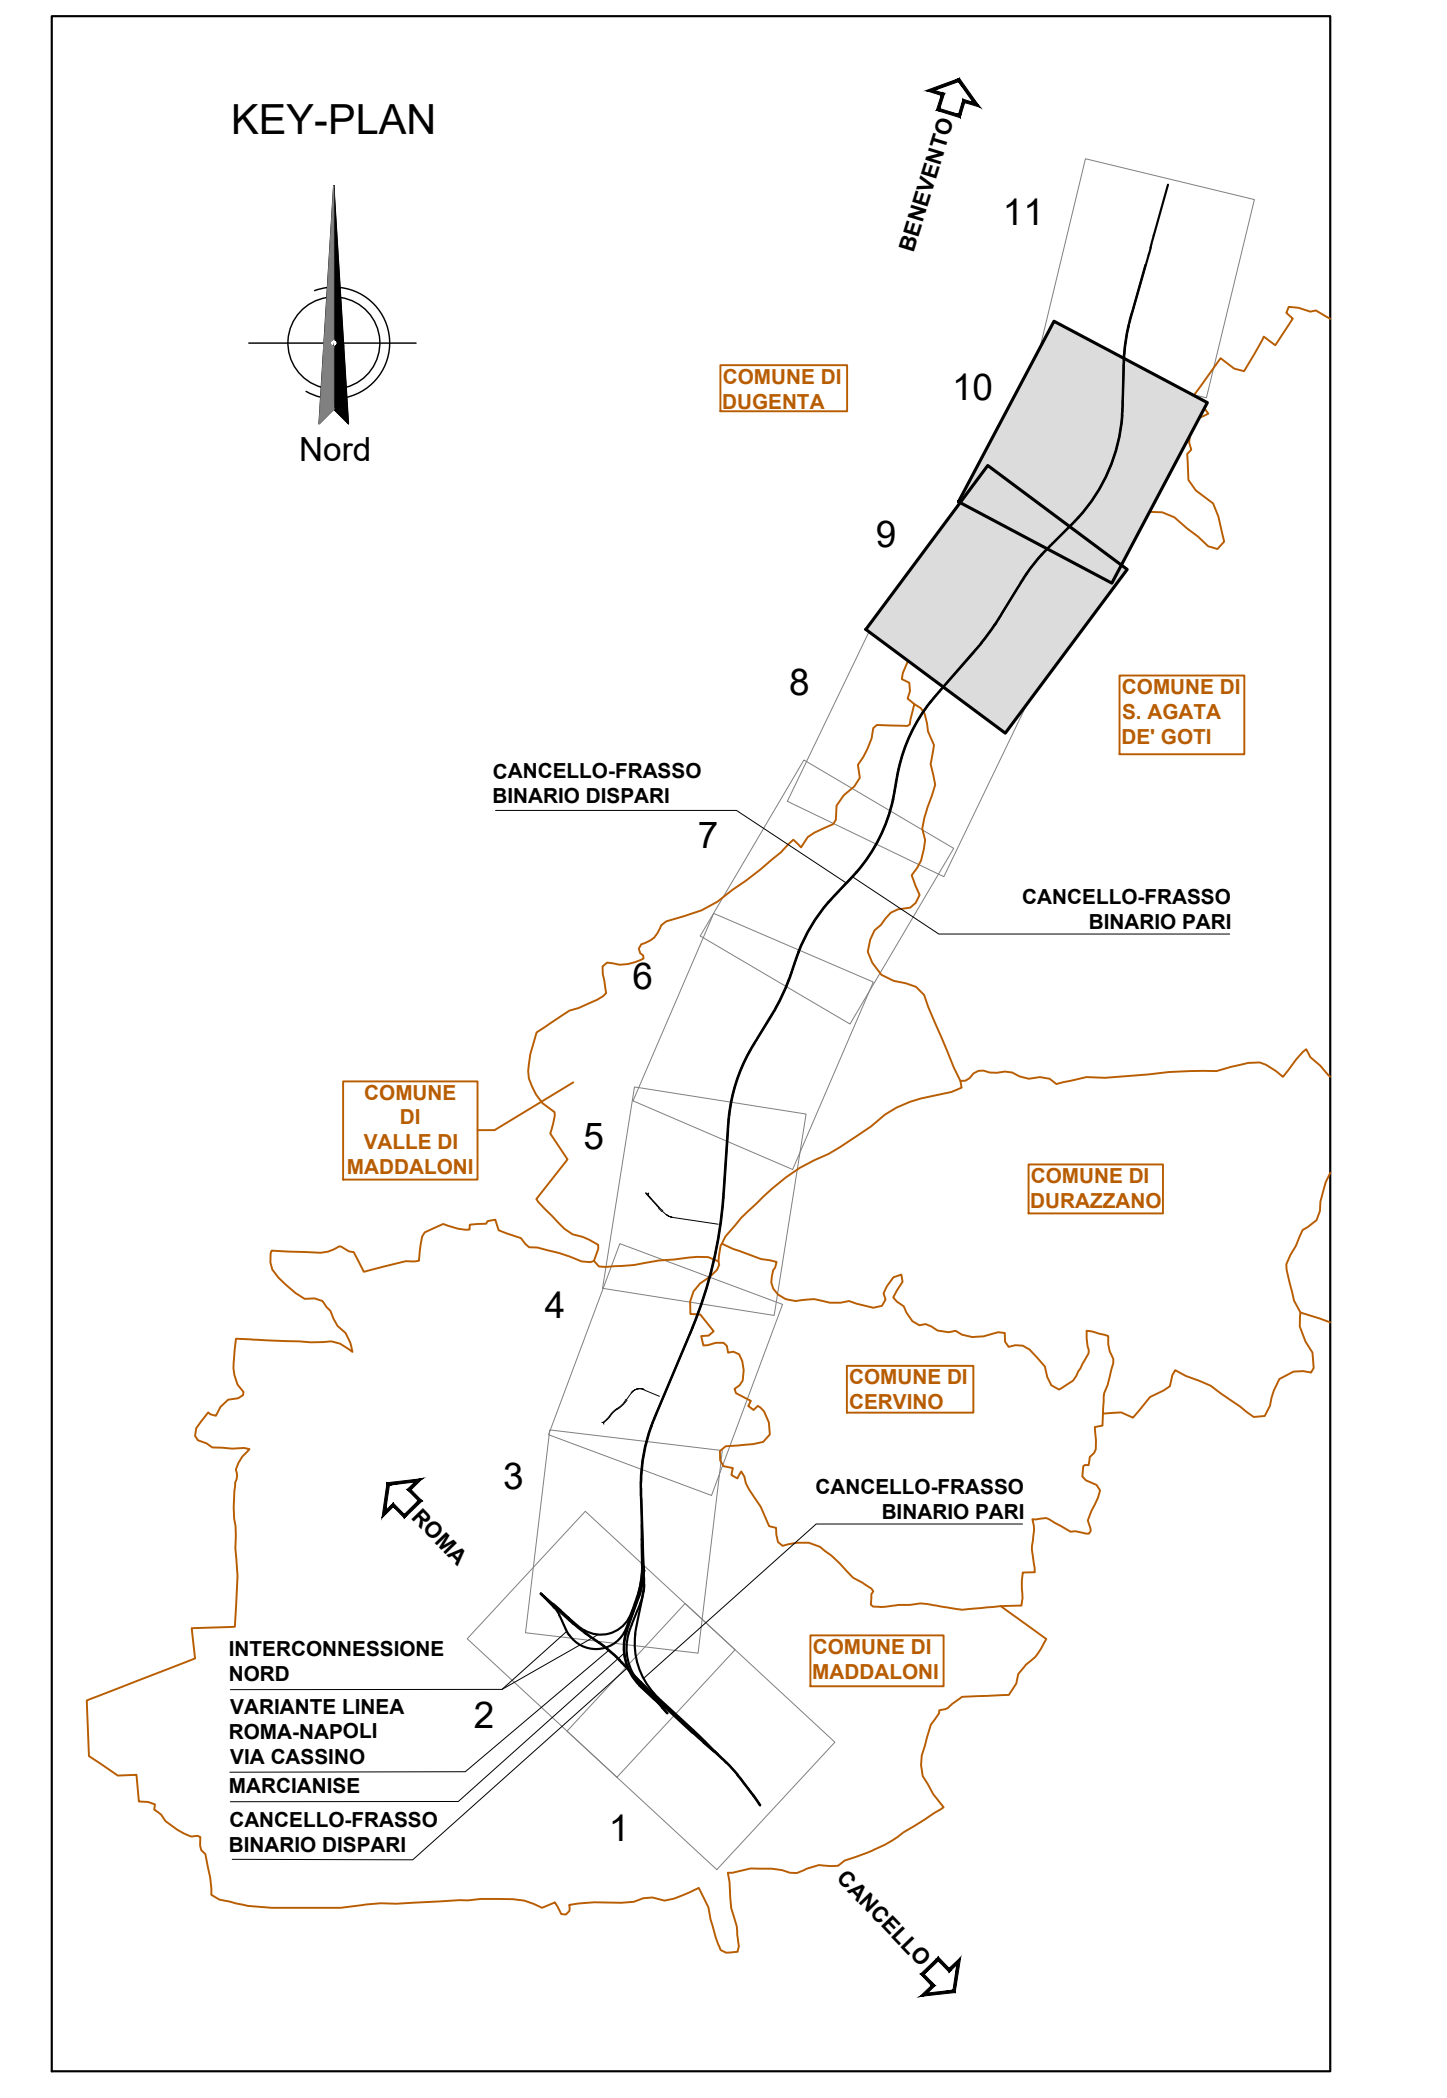 KEY-PLAN
Nord
BENEVENTO
11
10
COMUNE DI
DUGENTA
9
8
COMUNE DI
S. AGATA
DE' GOTI
CANCELLO-FRASSO
BINARIO DISPARI
7
CANCELLO-FRASSO
BINARIO PARI
6
COMUNE
DI
VALLE DI
MADDALONI
5
COMUNE DI
DURAZZANO
4
COMUNE DI
CERVINO
3
CANCELLO-FRASSO
BINARIO PARI
ROMA
INTERCONNESSIONE
NORD
COMUNE DI
MADDALONI
2
VARIANTE LINEA
ROMA-NAPOLI
VIA CASSINO
MARCIANISE
CANCELLO-FRASSO
BINARIO DISPARI
1
CANCELLO